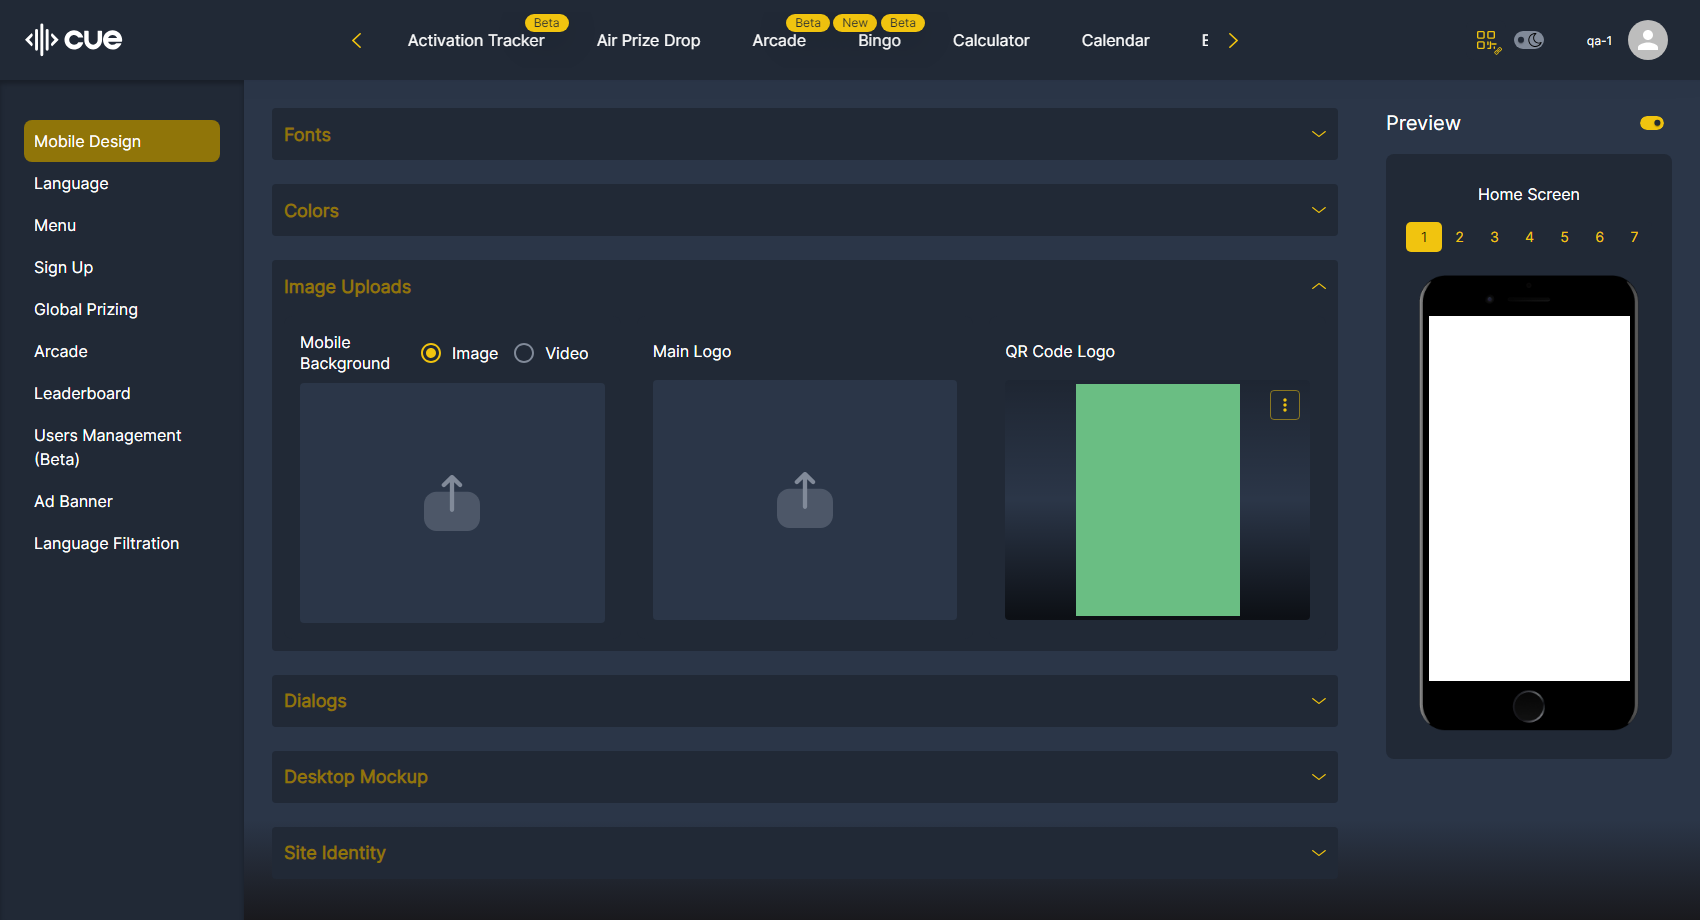 cue
Beta
Beta
New
Beta
Activation Tracker
Air Prize Drop
Arcade
Bingo
Calculator
Calendar
qa-1
Mobile Design
Language
Menu
Sign Up
Global Prizing
Arcade
Leaderboard
Users Management
(Beta)
Ad Banner
Language Filtration
Fonts
Colors
Image Uploads
Mobile
Background
Image
Video
Main Logo
QR Code Logo
Dialogs
Desktop Mockup
Site Identity
Preview
Home Screen
1 2 3 4 5 6 7